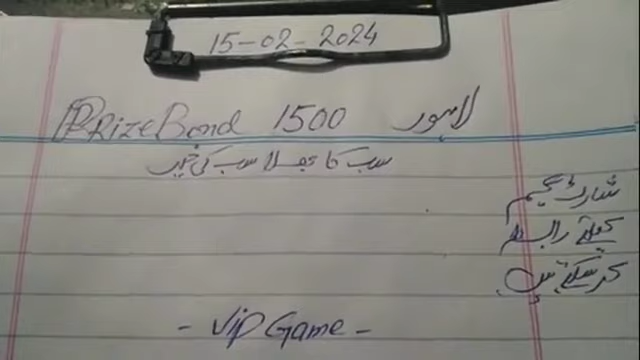 15-02-2024
PRizeBond 1500 لاہور
سب کا بھلا سب کی خیر
شارٹ گیم
کیلئے رابطہ
کر سکتے ہیں
- VIP Game -